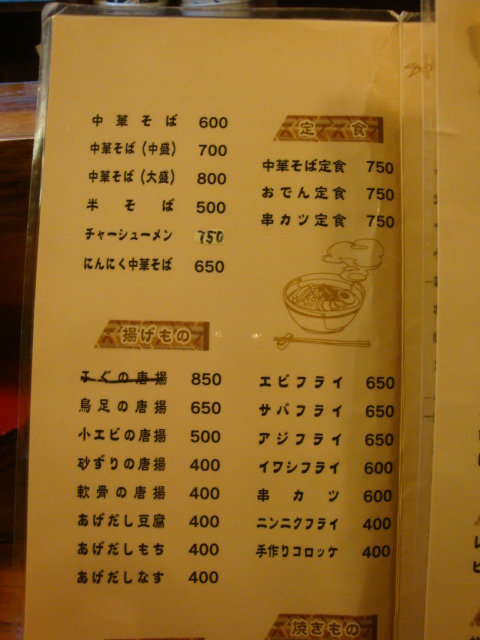 中華そば 600
中華そば(中盛) 700
中華そば(大盛) 800
半そば 500
チャーシューメン 750
にんにく中華そば 650
定食
中華そば定食 750
おでん定食 750
串カツ定食 750
揚げもの
ふぐの唐揚 850
鳥足の唐揚 650
小エビの唐揚 500
砂ずりの唐揚 400
軟骨の唐揚 400
あげだし豆腐 400
あげだしもち 400
あげだしなす 400
エビフライ 650
サバフライ 650
アジフライ 650
イワシフライ 600
串カツ 600
ニンニクフライ 400
手作りコロッケ 400
焼きもの